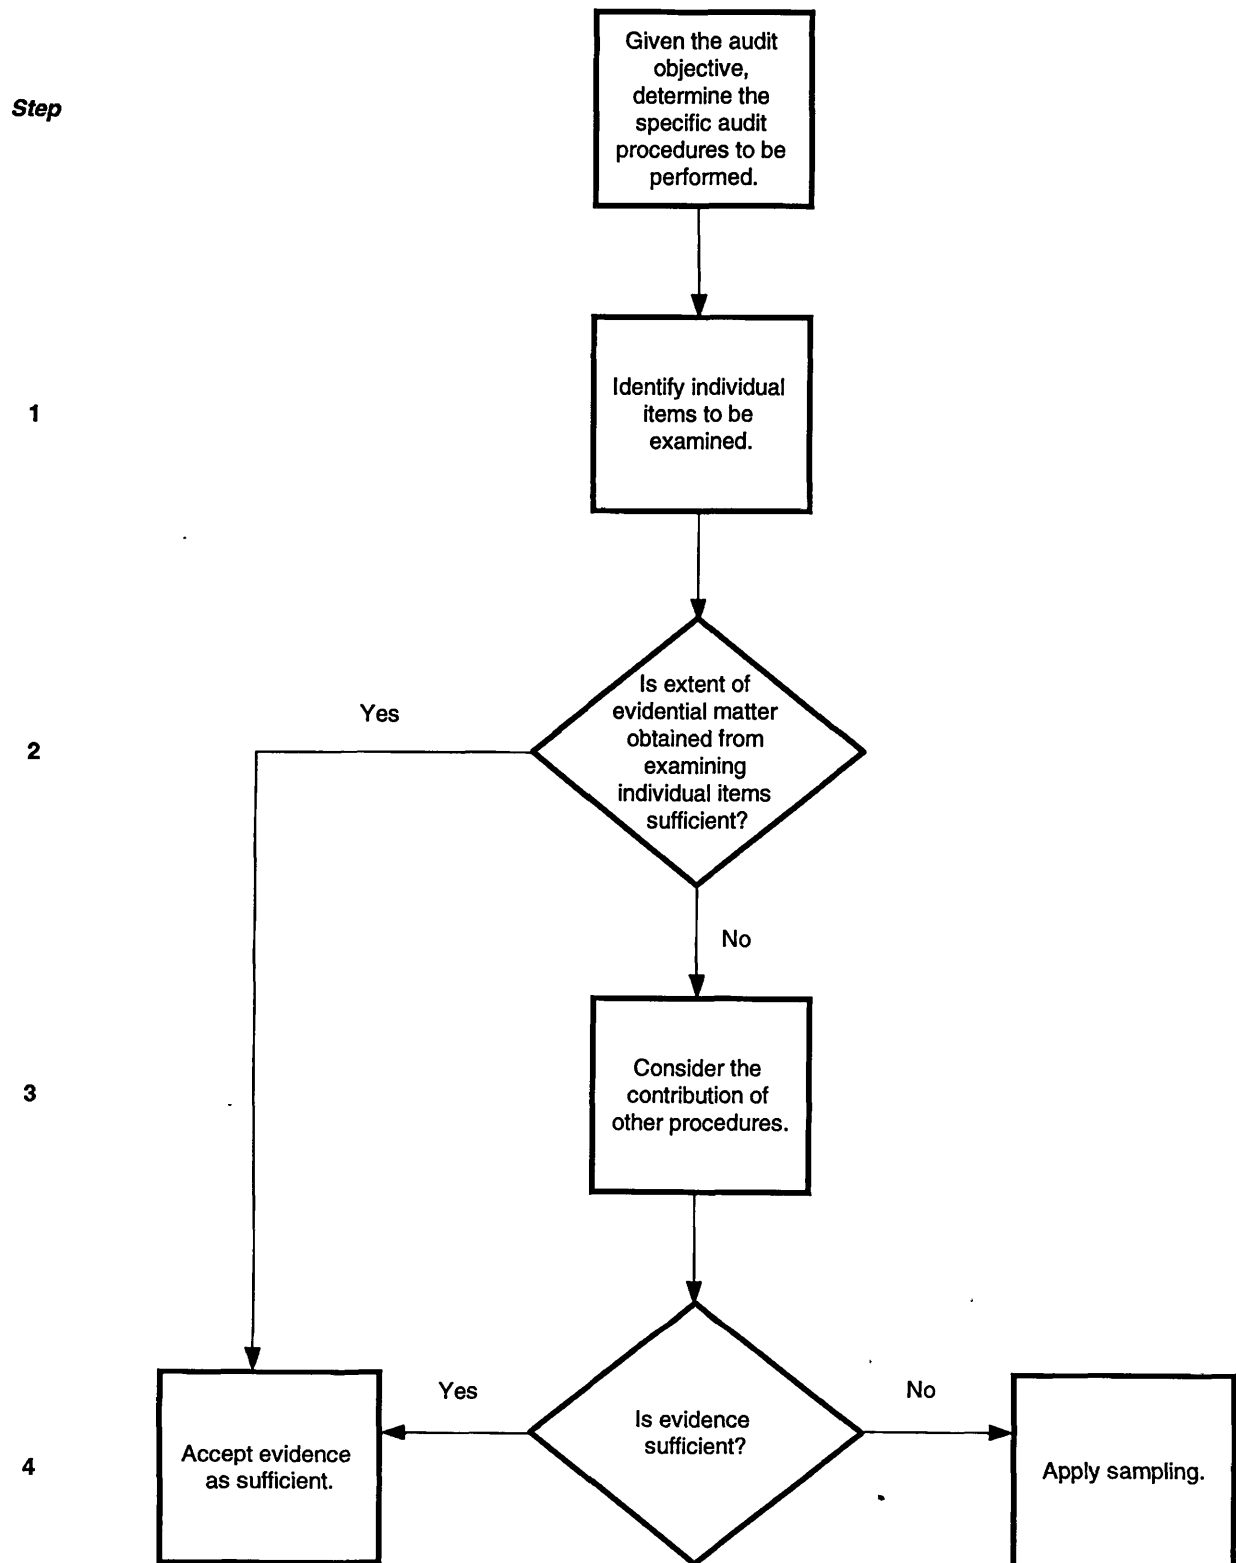 Given the audit
objective,
determine the
specific audit
procedures to be
performed.
Step
Identify individual
items to be
examined.
1
Is extent of
evidential matter
obtained from
examining
individual items
sufficient?
Yes
2
No
Consider the
contribution of
other procedures.
3
Yes
No
Is evidence
sufficient?
Accept evidence
as sufficient.
Apply sampling.
4